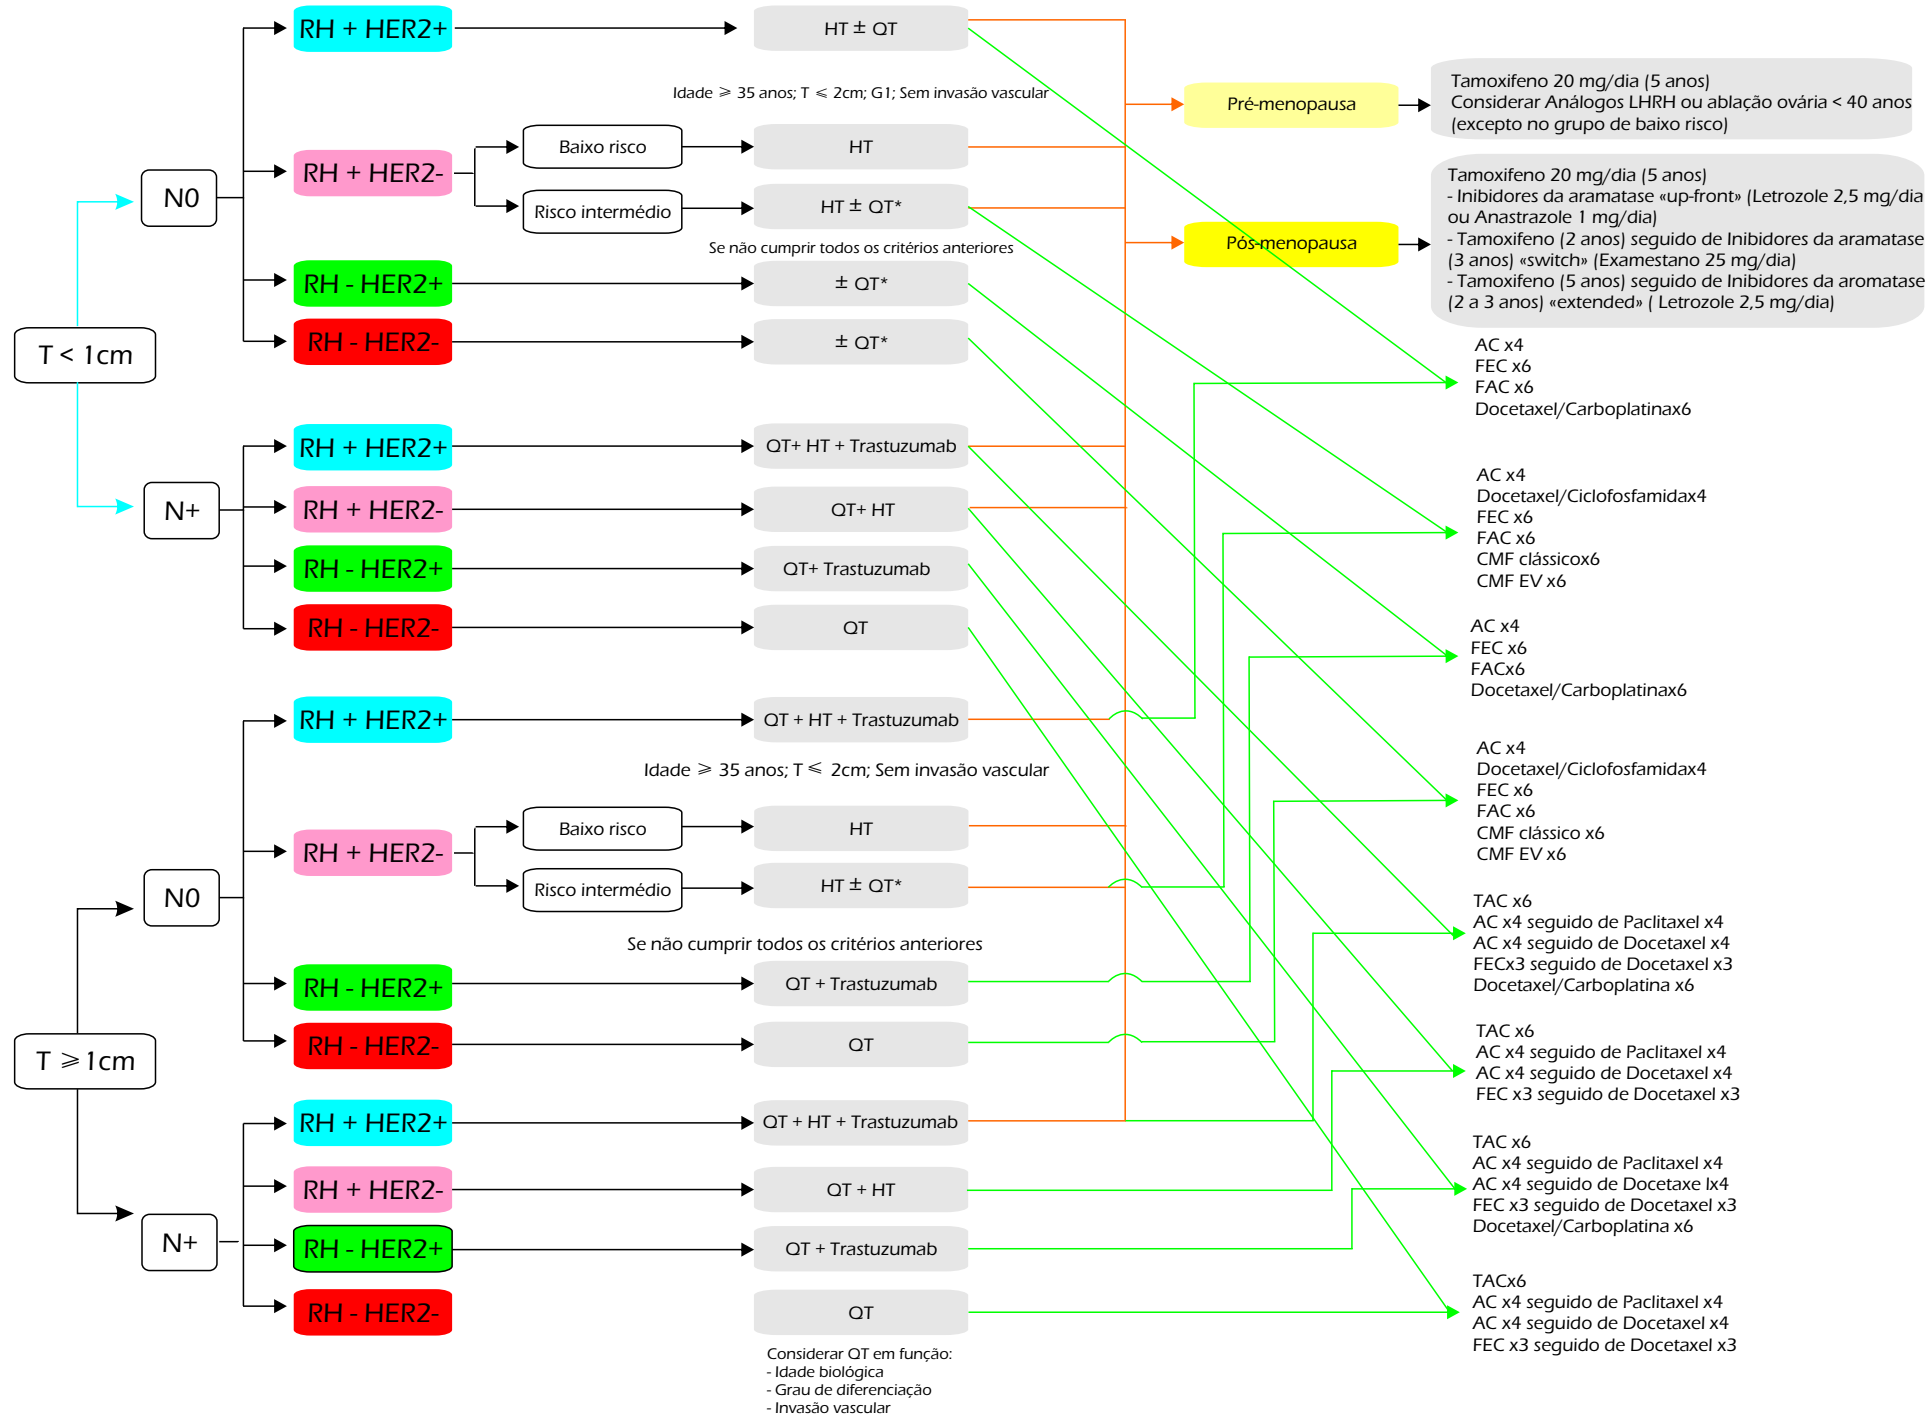 RH + HER2+
HT ± QT
Idade ⩾ 35 anos; T ⩽ 2cm; G1; Sem invasão vascular
RH + HER2-
Baixo risco
HT
Risco intermédio
HT ± QT*
Se não cumprir todos os critérios anteriores
N0
RH - HER2+
± QT*
RH - HER2-
± QT*
T < 1cm
RH + HER2+
QT+ HT + Trastuzumab
N+
RH + HER2-
QT+ HT
RH - HER2+
QT+ Trastuzumab
RH - HER2-
QT
RH + HER2+
QT + HT + Trastuzumab
Idade ⩾ 35 anos; T ⩽ 2cm; Sem invasão vascular
RH + HER2-
Baixo risco
HT
Risco intermédio
HT ± QT*
N0
Se não cumprir todos os critérios anteriores
RH - HER2+
QT + Trastuzumab
RH - HER2-
QT
T ⩾ 1cm
RH + HER2+
QT + HT + Trastuzumab
RH + HER2-
QT + HT
N+
RH - HER2+
QT + Trastuzumab
RH - HER2-
QT
Considerar QT em função:
- Idade biológica
- Grau de diferenciação
- Invasão vascular
Pré-menopausa
Tamoxifeno 20 mg/dia (5 anos)
Considerar Análogos LHRH ou ablação ovária < 40 anos
(excepto no grupo de baixo risco)
Pós-menopausa
Tamoxifeno 20 mg/dia (5 anos)
- Inibidores da aramatase «up-front» (Letrozole 2,5 mg/dia
ou Anastrazole 1 mg/dia)
- Tamoxifeno (2 anos) seguido de Inibidores da aramatase
(3 anos) «switch» (Examestano 25 mg/dia)
- Tamoxifeno (5 anos) seguido de Inibidores da aromatase
(2 a 3 anos) «extended» ( Letrozole 2,5 mg/dia)
AC x4
FEC x6
FAC x6
Docetaxel/Carboplatinax6
AC x4
Docetaxel/Ciclofosfamidax4
FEC x6
FAC x6
CMF clássicox6
CMF EV x6
AC x4
FEC x6
FACx6
Docetaxel/Carboplatinax6
AC x4
Docetaxel/Ciclofosfamidax4
FEC x6
FAC x6
CMF clássico x6
CMF EV x6
TAC x6
AC x4 seguido de Paclitaxel x4
AC x4 seguido de Docetaxel x4
FECx3 seguido de Docetaxel x3
Docetaxel/Carboplatina x6
TAC x6
AC x4 seguido de Paclitaxel x4
AC x4 seguido de Docetaxel x4
FEC x3 seguido de Docetaxel x3
TAC x6
AC x4 seguido de Paclitaxel x4
AC x4 seguido de Docetaxe lx4
FEC x3 seguido de Docetaxel x3
Docetaxel/Carboplatina x6
TACx6
AC x4 seguido de Paclitaxel x4
AC x4 seguido de Docetaxel x4
FEC x3 seguido de Docetaxel x3